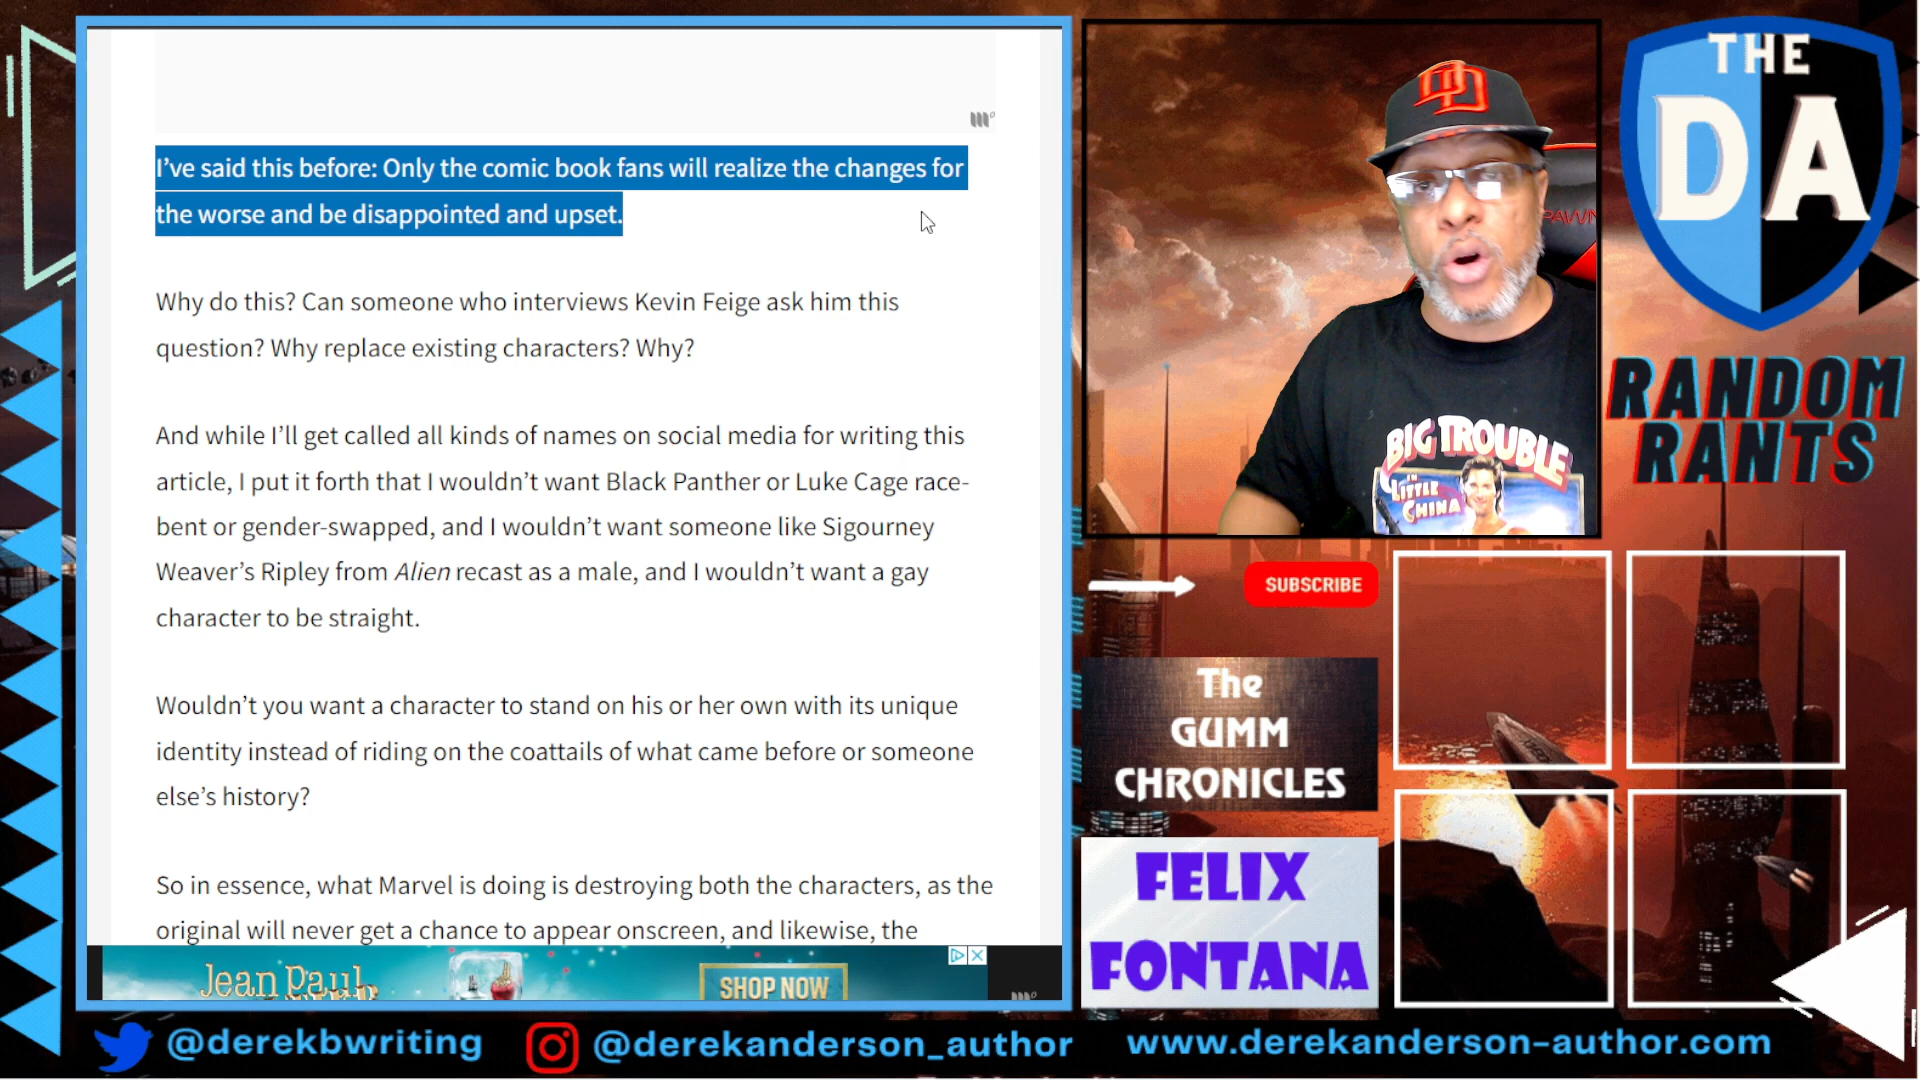 I've said this before: Only the comic book fans will realize the changes for
the worse and be disappointed and upset.
Why do this? Can someone who interviews Kevin Feige ask him this
question? Why replace existing characters? Why?
And while I'll get called all kinds of names on social media for writing this
article, I put it forth that I wouldn't want Black Panther or Luke Cage race-
bent or gender-swapped, and I wouldn't want someone like Sigourney
Weaver's Ripley from Alien recast as a male, and I wouldn't want a gay
character to be straight.
Wouldn't you want a character to stand on his or her own with its unique
identity instead of riding on the coattails of what came before or someone
else's history?
So in essence, what Marvel is doing is destroying both the characters, as the
original will never get a chance to appear onscreen, and likewise, the
Jean Paul
SHOP NOW
BIG TROUBLE
IN
LITTLE
CHINA
THE
DA
RANDOM
RANTS
SUBSCRIBE
The
GUMM
CHRONICLES
FELIX
FONTANA
@derekbwriting
@derekanderson_author
www.derekanderson-author.com